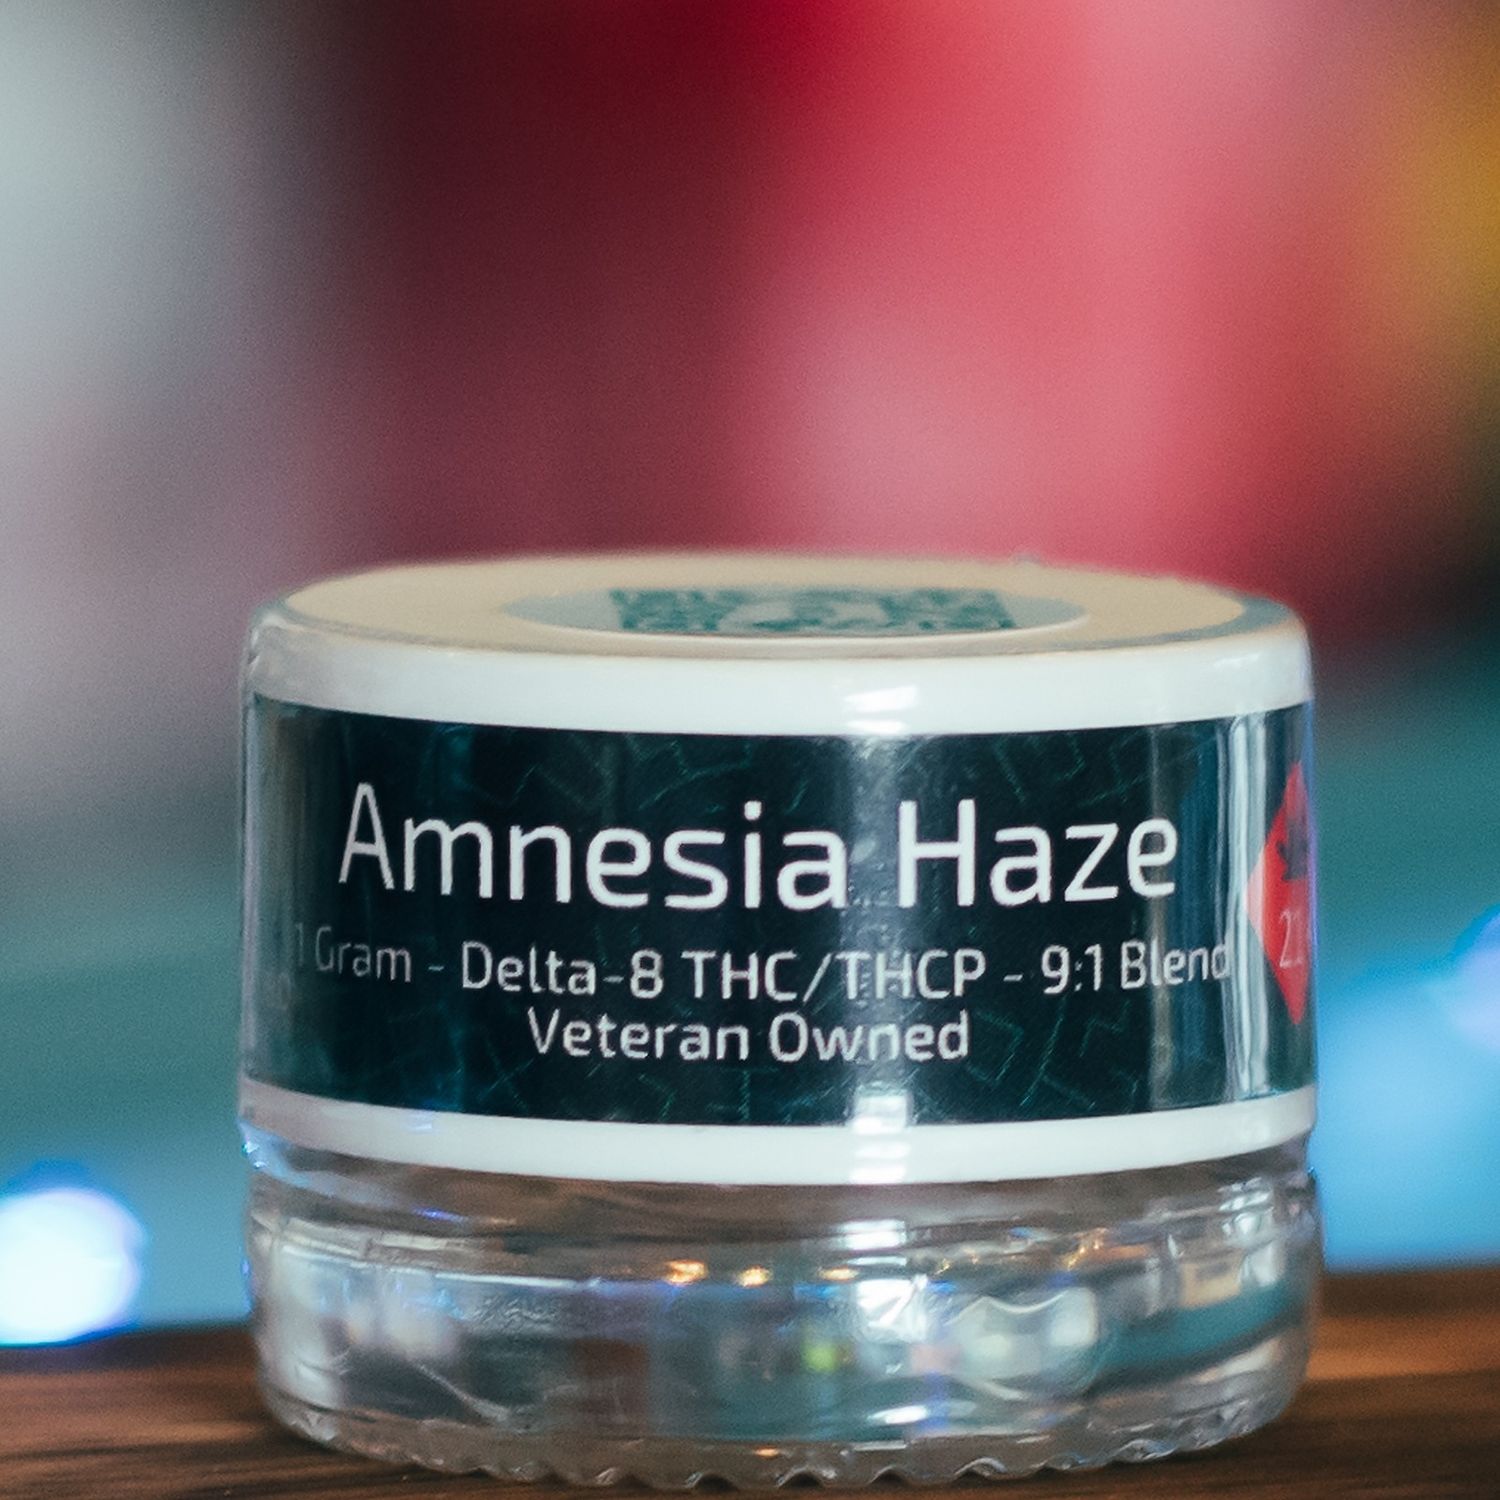 Amnesia Haze
1 Gram - Delta-8 THC/THCP - 9:1 Blend
Veteran Owned